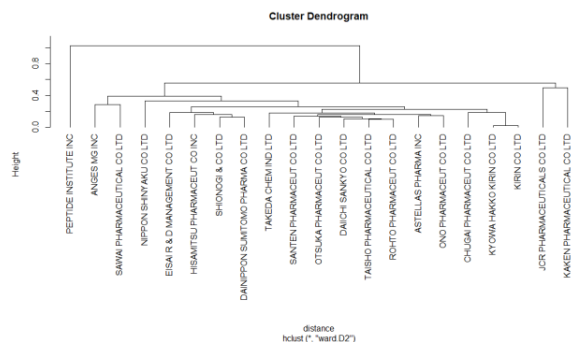 Cluster Dendrogram
Height
0.0
0.4
0.8
PEPTIDE INSTITUTE INC
ANGES MG INC
SAWAI PHARMACEUTICAL CO LTD
NIPPON SHINYAKU CO LTD
EISAI R & D MANAGEMENT CO LTD
HISAMITSU PHARMACEUT CO INC
SHIONOGI & CO LTD
DAINIPPON SUMITOMO PHARMA CO LTD
TAKEDA CHEM IND LTD
SANTEN PHARMACEUT CO LTD
OTSUKA PHARMACEUT CO LTD
DAIICHI SANKYO CO LTD
TAISHO PHARMACEUT CO LTD
ROHTO PHARMACEUT CO LTD
ASTELLAS PHARMA INC
ONO PHARMACEUT CO LTD
CHUGAI PHARMACEUT CO LTD
KYOWA HAKKO KIRIN CO LTD
KIRIN CO LTD
JCR PHARMACEUTICALS CO LTD
KAKEN PHARMACEUTICAL CO LTD
distance
hclust (*, "ward.D2")